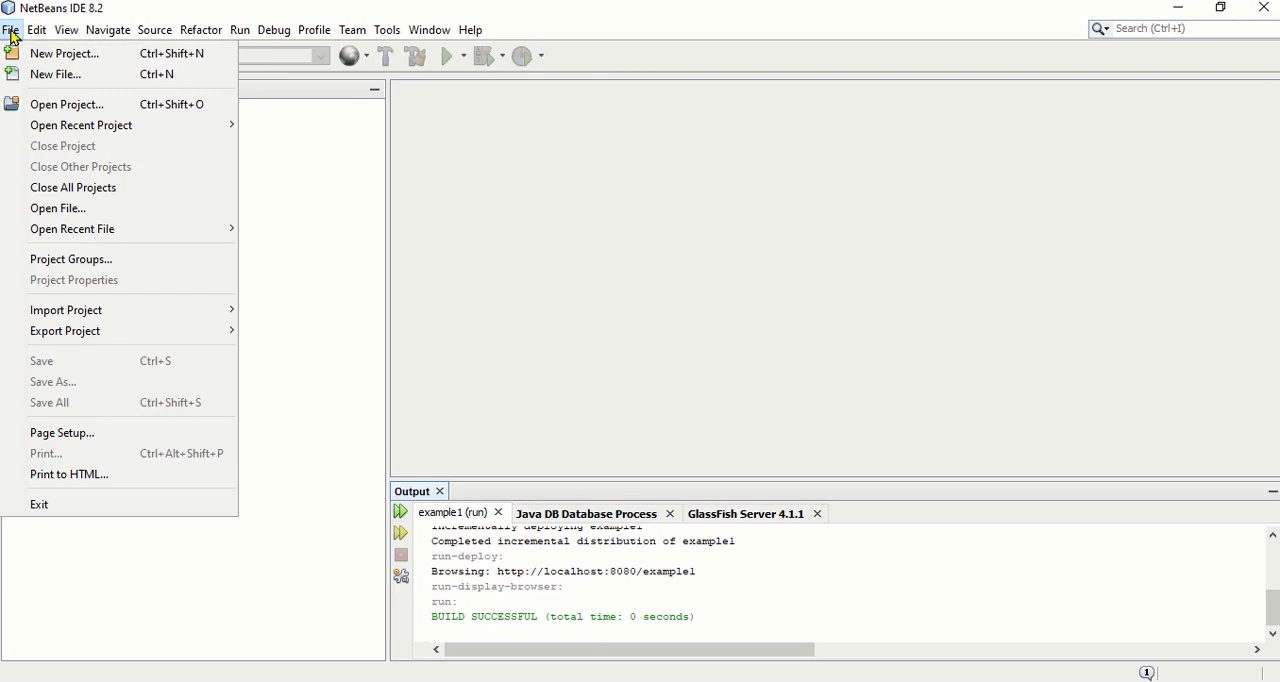 NetBeans IDE 8.2
File Edit View Navigate Source Refactor Run Debug Profile Team Tools Window Help
Search (Ctrl+I)
New Project... Ctrl+Shift+N
New File... Ctrl+N
Open Project... Ctrl+Shift+O
Open Recent Project
Close Project
Close Other Projects
Close All Projects
Open File...
Open Recent File
Project Groups...
Project Properties
Import Project
Export Project
Save Ctrl+S
Save As...
Save All Ctrl+Shift+S
Page Setup...
Print... Ctrl+Alt+Shift+P
Print to HTML...
Exit
Output
example1 (run) Java DB Database Process GlassFish Server 4.1.1
Incrementally deploying example1
Completed incremental distribution of example1
run-deploy:
Browsing: http://localhost:8080/example1
run-display-browser:
run:
BUILD SUCCESSFUL (total time: 0 seconds)
1